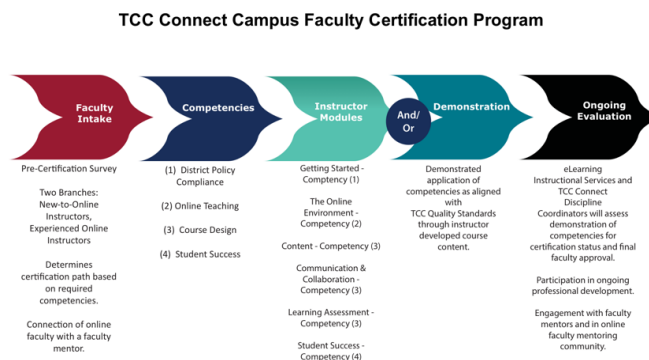 TCC Connect Campus Faculty Certification Program
Faculty
Intake
Competencies
Instructor
Modules
And/
Or
Demonstration
Ongoing
Evaluation
Pre-Certification Survey
Two Branches:
New-to-Online
Instructors,
Experienced Online
Instructors
Determines
certification path based
on required
competencies.
Connection of online
faculty with a faculty
mentor.
(1) District Policy
Compliance
(2) Online Teaching
(3) Course Design
(4) Student Success
Getting Started -
Comptency (1)
The Online
Environment -
Competency (2)
Content - Competency (3)
Communication &
Collaboration -
Competency (3)
Learning Assessment -
Competency (3)
Student Success -
Competency (4)
Demonstrated
application of
competencies as aligned
with
TCC Quality Standards
through instructor
developed course
content.
eLearning
Instructional Services and
TCC Connect
Discipline
Coordinators will assess
demonstration of
competencies for
certification status and final
faculty approval.
Participation in ongoing
professional development.
Engagement with faculty
mentors and in online
faculty mentoring
community.